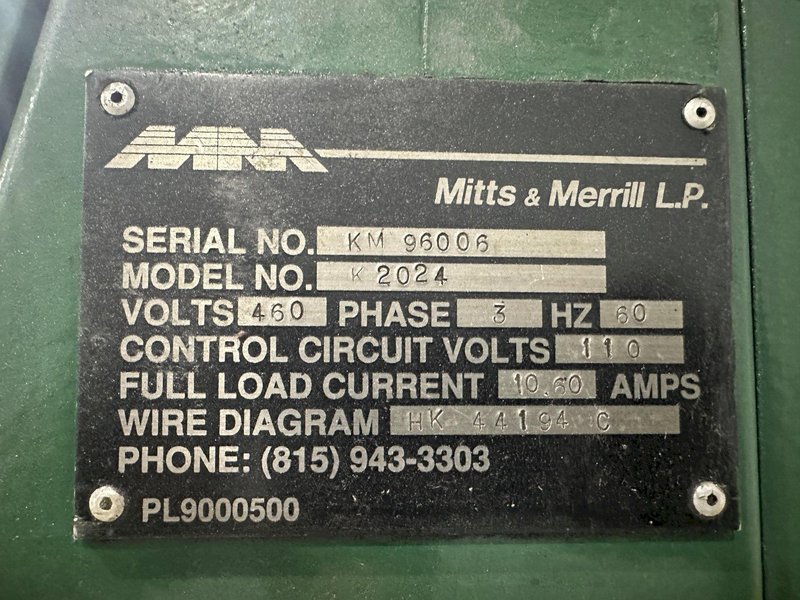 MM
Mitts & Merrill L.P.
SERIAL NO. KM 96006
MODEL NO. K 2024
VOLTS 460 PHASE 3 HZ 60
CONTROL CIRCUIT VOLTS 110
FULL LOAD CURRENT 10.60 AMPS
WIRE DIAGRAM HK 44194 C
PHONE: (815) 943-3303
PL9000500